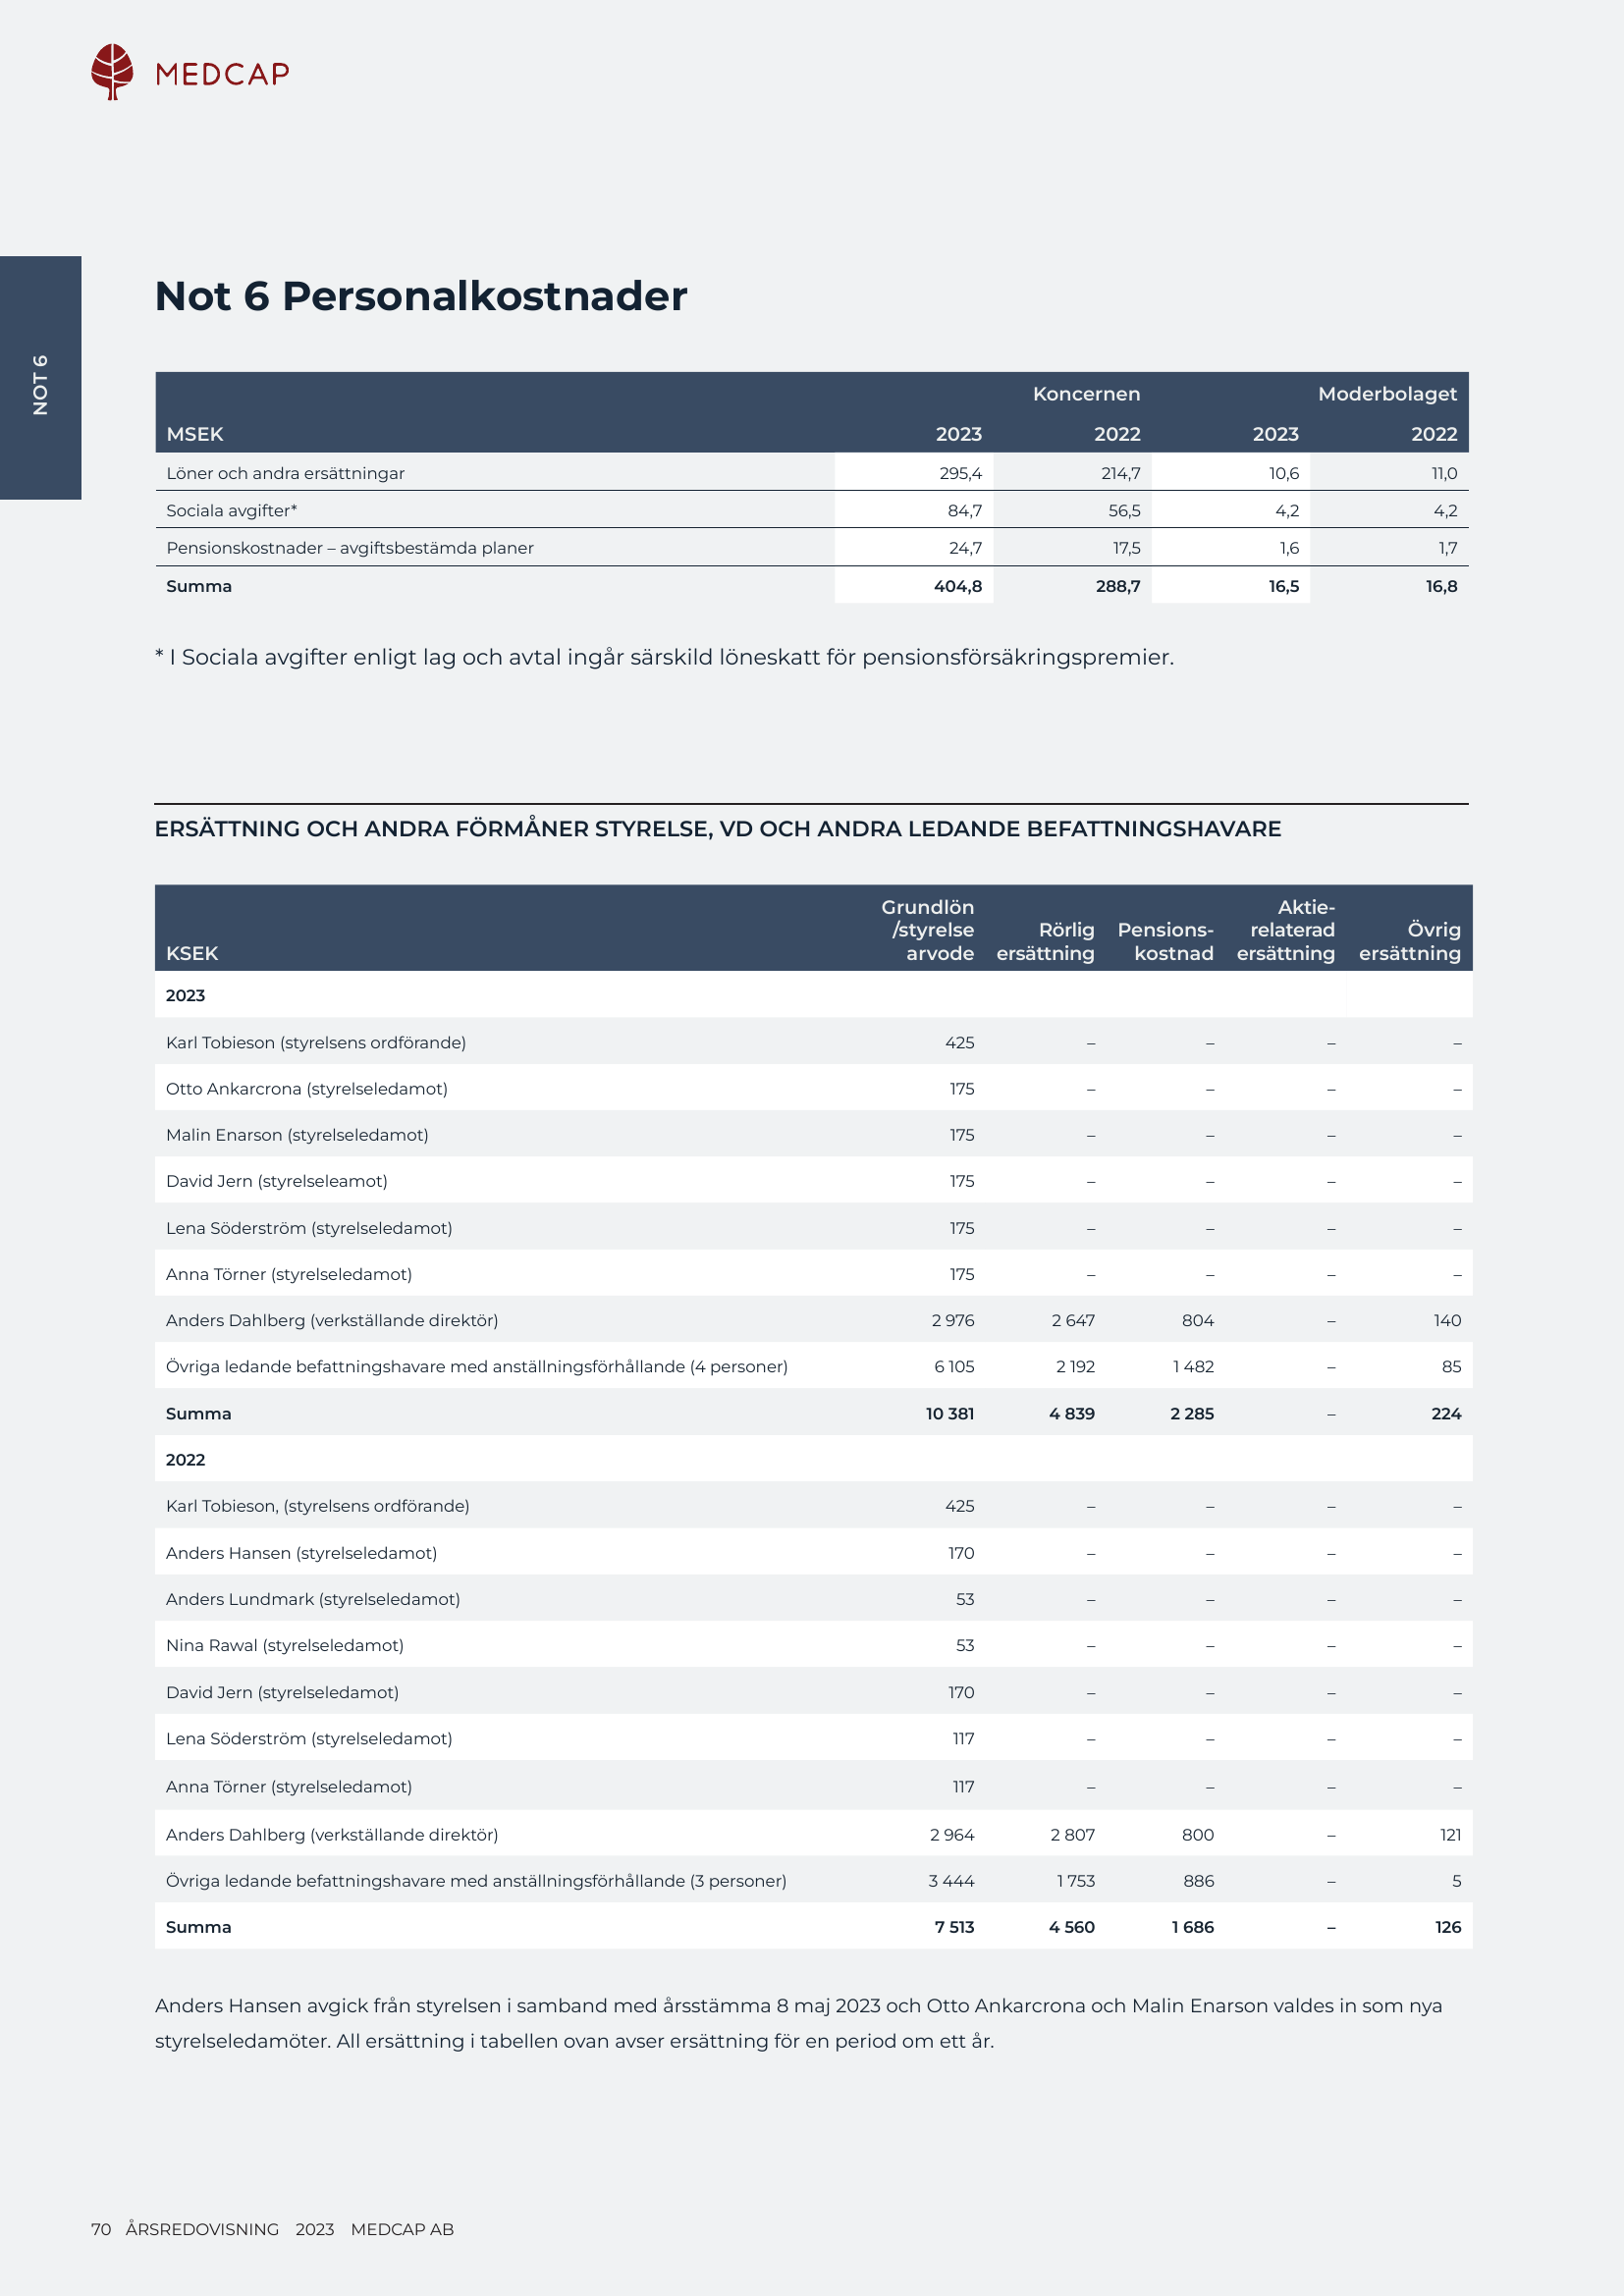 MEDCAP
NOT 6
Not 6 Personalkostnader
Koncernen Moderbolaget
MSEK 2023 2022 2023 2022
Löner och andra ersättningar 295,4 214,7 10,6 11,0
Sociala avgifter* 84,7 56,5 4,2 4,2
Pensionskostnader – avgiftsbestämda planer 24,7 17,5 1,6 1,7
Summa 404,8 288,7 16,5 16,8
* I Sociala avgifter enligt lag och avtal ingår särskild löneskatt för pensionsförsäkringspremier.
ERSÄTTNING OCH ANDRA FÖRMÅNER STYRELSE, VD OCH ANDRA LEDANDE BEFATTNINGSHAVARE
Grundlön Aktie-
/styrelse Rörlig Pensions- relaterad Övrig
KSEK arvode ersättning kostnad ersättning ersättning
2023
Karl Tobieson (styrelsens ordförande) 425 – – – –
Otto Ankarcrona (styrelseledamot) 175 – – – –
Malin Enarson (styrelseledamot) 175 – – – –
David Jern (styrelseleamot) 175 – – – –
Lena Söderström (styrelseledamot) 175 – – – –
Anna Törner (styrelseledamot) 175 – – – –
Anders Dahlberg (verkställande direktör) 2 976 2 647 804 – 140
Övriga ledande befattningshavare med anställningsförhållande (4 personer) 6 105 2 192 1 482 – 85
Summa 10 381 4 839 2 285 – 224
2022
Karl Tobieson, (styrelsens ordförande) 425 – – – –
Anders Hansen (styrelseledamot) 170 – – – –
Anders Lundmark (styrelseledamot) 53 – – – –
Nina Rawal (styrelseledamot) 53 – – – –
David Jern (styrelseledamot) 170 – – – –
Lena Söderström (styrelseledamot) 117 – – – –
Anna Törner (styrelseledamot) 117 – – – –
Anders Dahlberg (verkställande direktör) 2 964 2 807 800 – 121
Övriga ledande befattningshavare med anställningsförhållande (3 personer) 3 444 1 753 886 – 5
Summa 7 513 4 560 1 686 – 126
Anders Hansen avgick från styrelsen i samband med årsstämma 8 maj 2023 och Otto Ankarcrona och Malin Enarson valdes in som nya
styrelseledamöter. All ersättning i tabellen ovan avser ersättning för en period om ett år.
70 ÅRSREDOVISNING 2023 MEDCAP AB